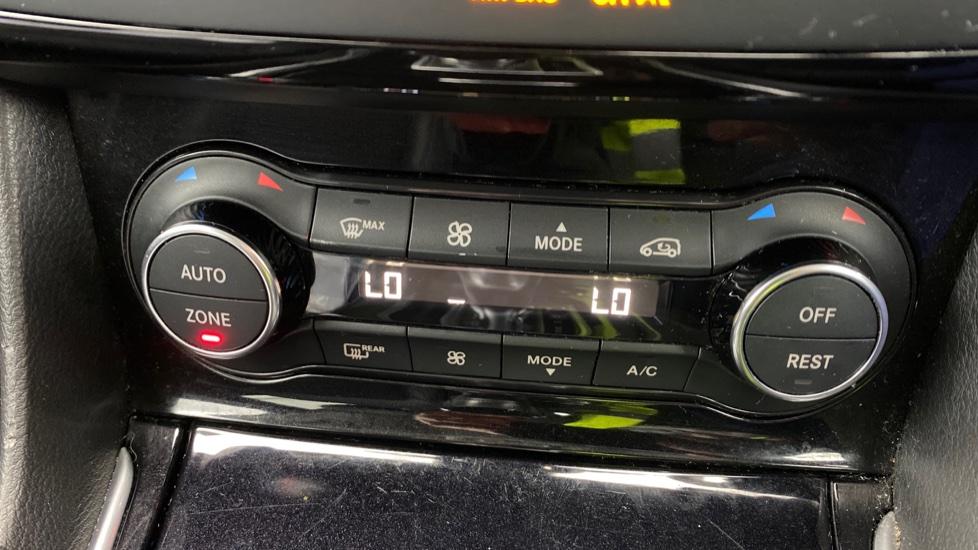 MAX
MODE
AUTO
LO
LO
ZONE
OFF
REAR
MODE
A/C
REST